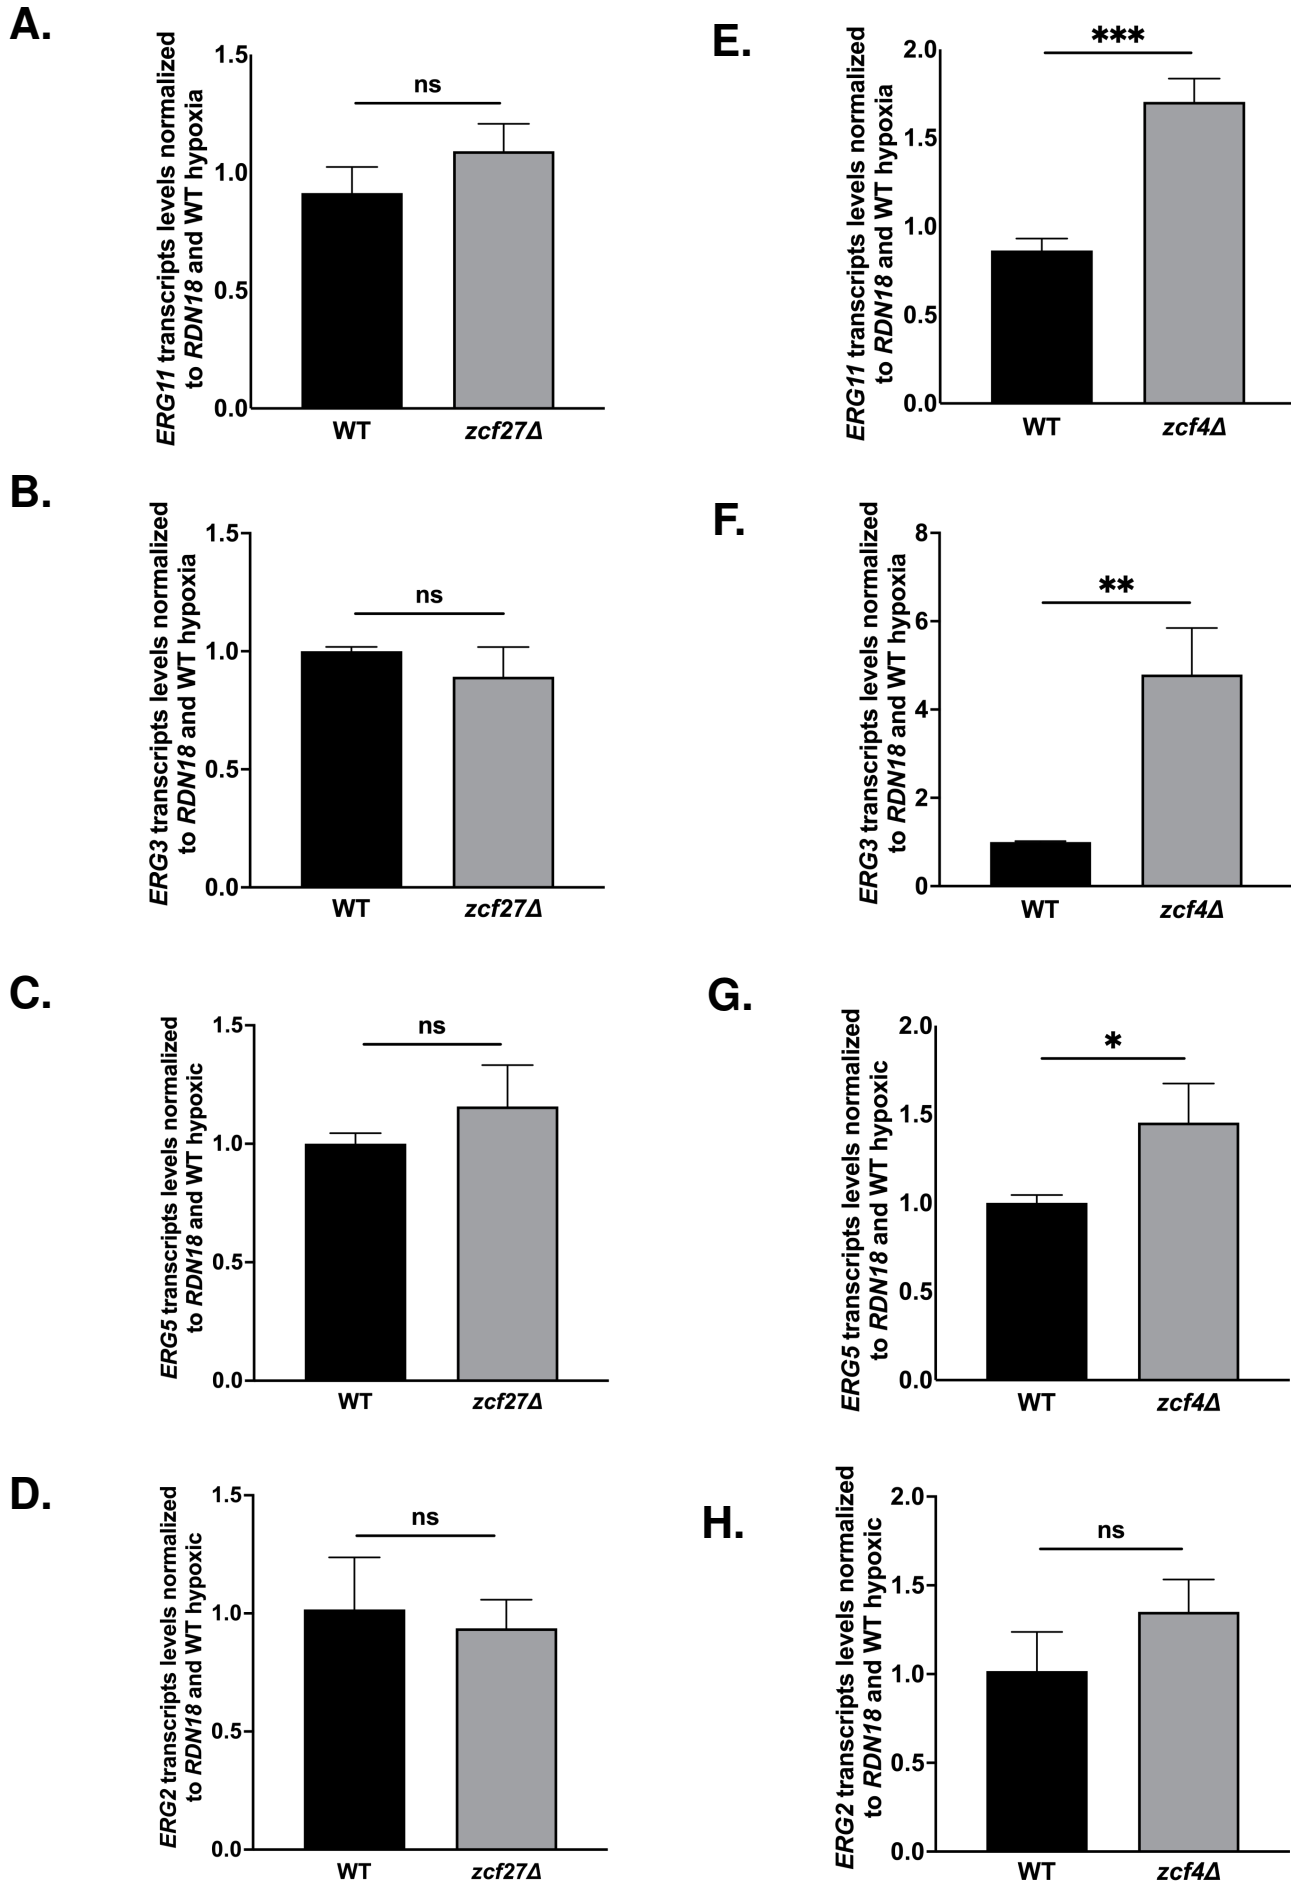 A.
ERG11 transcripts levels normalized
to RDN18 and WT hypoxia
1.5
1.0
0.5
0.0
ns
WT
zcf27Δ
E.
ERG11 transcripts levels normalized
to RDN18 and WT hypoxia
2.0
1.5
1.0
0.5
0.0
***
WT
zcf4Δ
B.
ERG3 transcripts levels normalized
to RDN18 and WT hypoxia
1.5
1.0
0.5
0.0
ns
WT
zcf27Δ
F.
ERG3 transcripts levels normalized
to RDN18 and WT hypoxia
8
6
4
2
0
**
WT
zcf4Δ
C.
ERG5 transcripts levels normalized
to RDN18 and WT hypoxic
1.5
1.0
0.5
0.0
ns
WT
zcf27Δ
G.
ERG5 transcripts levels normalized
to RDN18 and WT hypoxic
2.0
1.5
1.0
0.5
0.0
*
WT
zcf4Δ
D.
ERG2 transcripts levels normalized
to RDN18 and WT hypoxic
1.5
1.0
0.5
0.0
ns
WT
zcf27Δ
H.
ERG2 transcripts levels normalized
to RDN18 and WT hypoxic
2.0
1.5
1.0
0.5
0.0
ns
WT
zcf4Δ